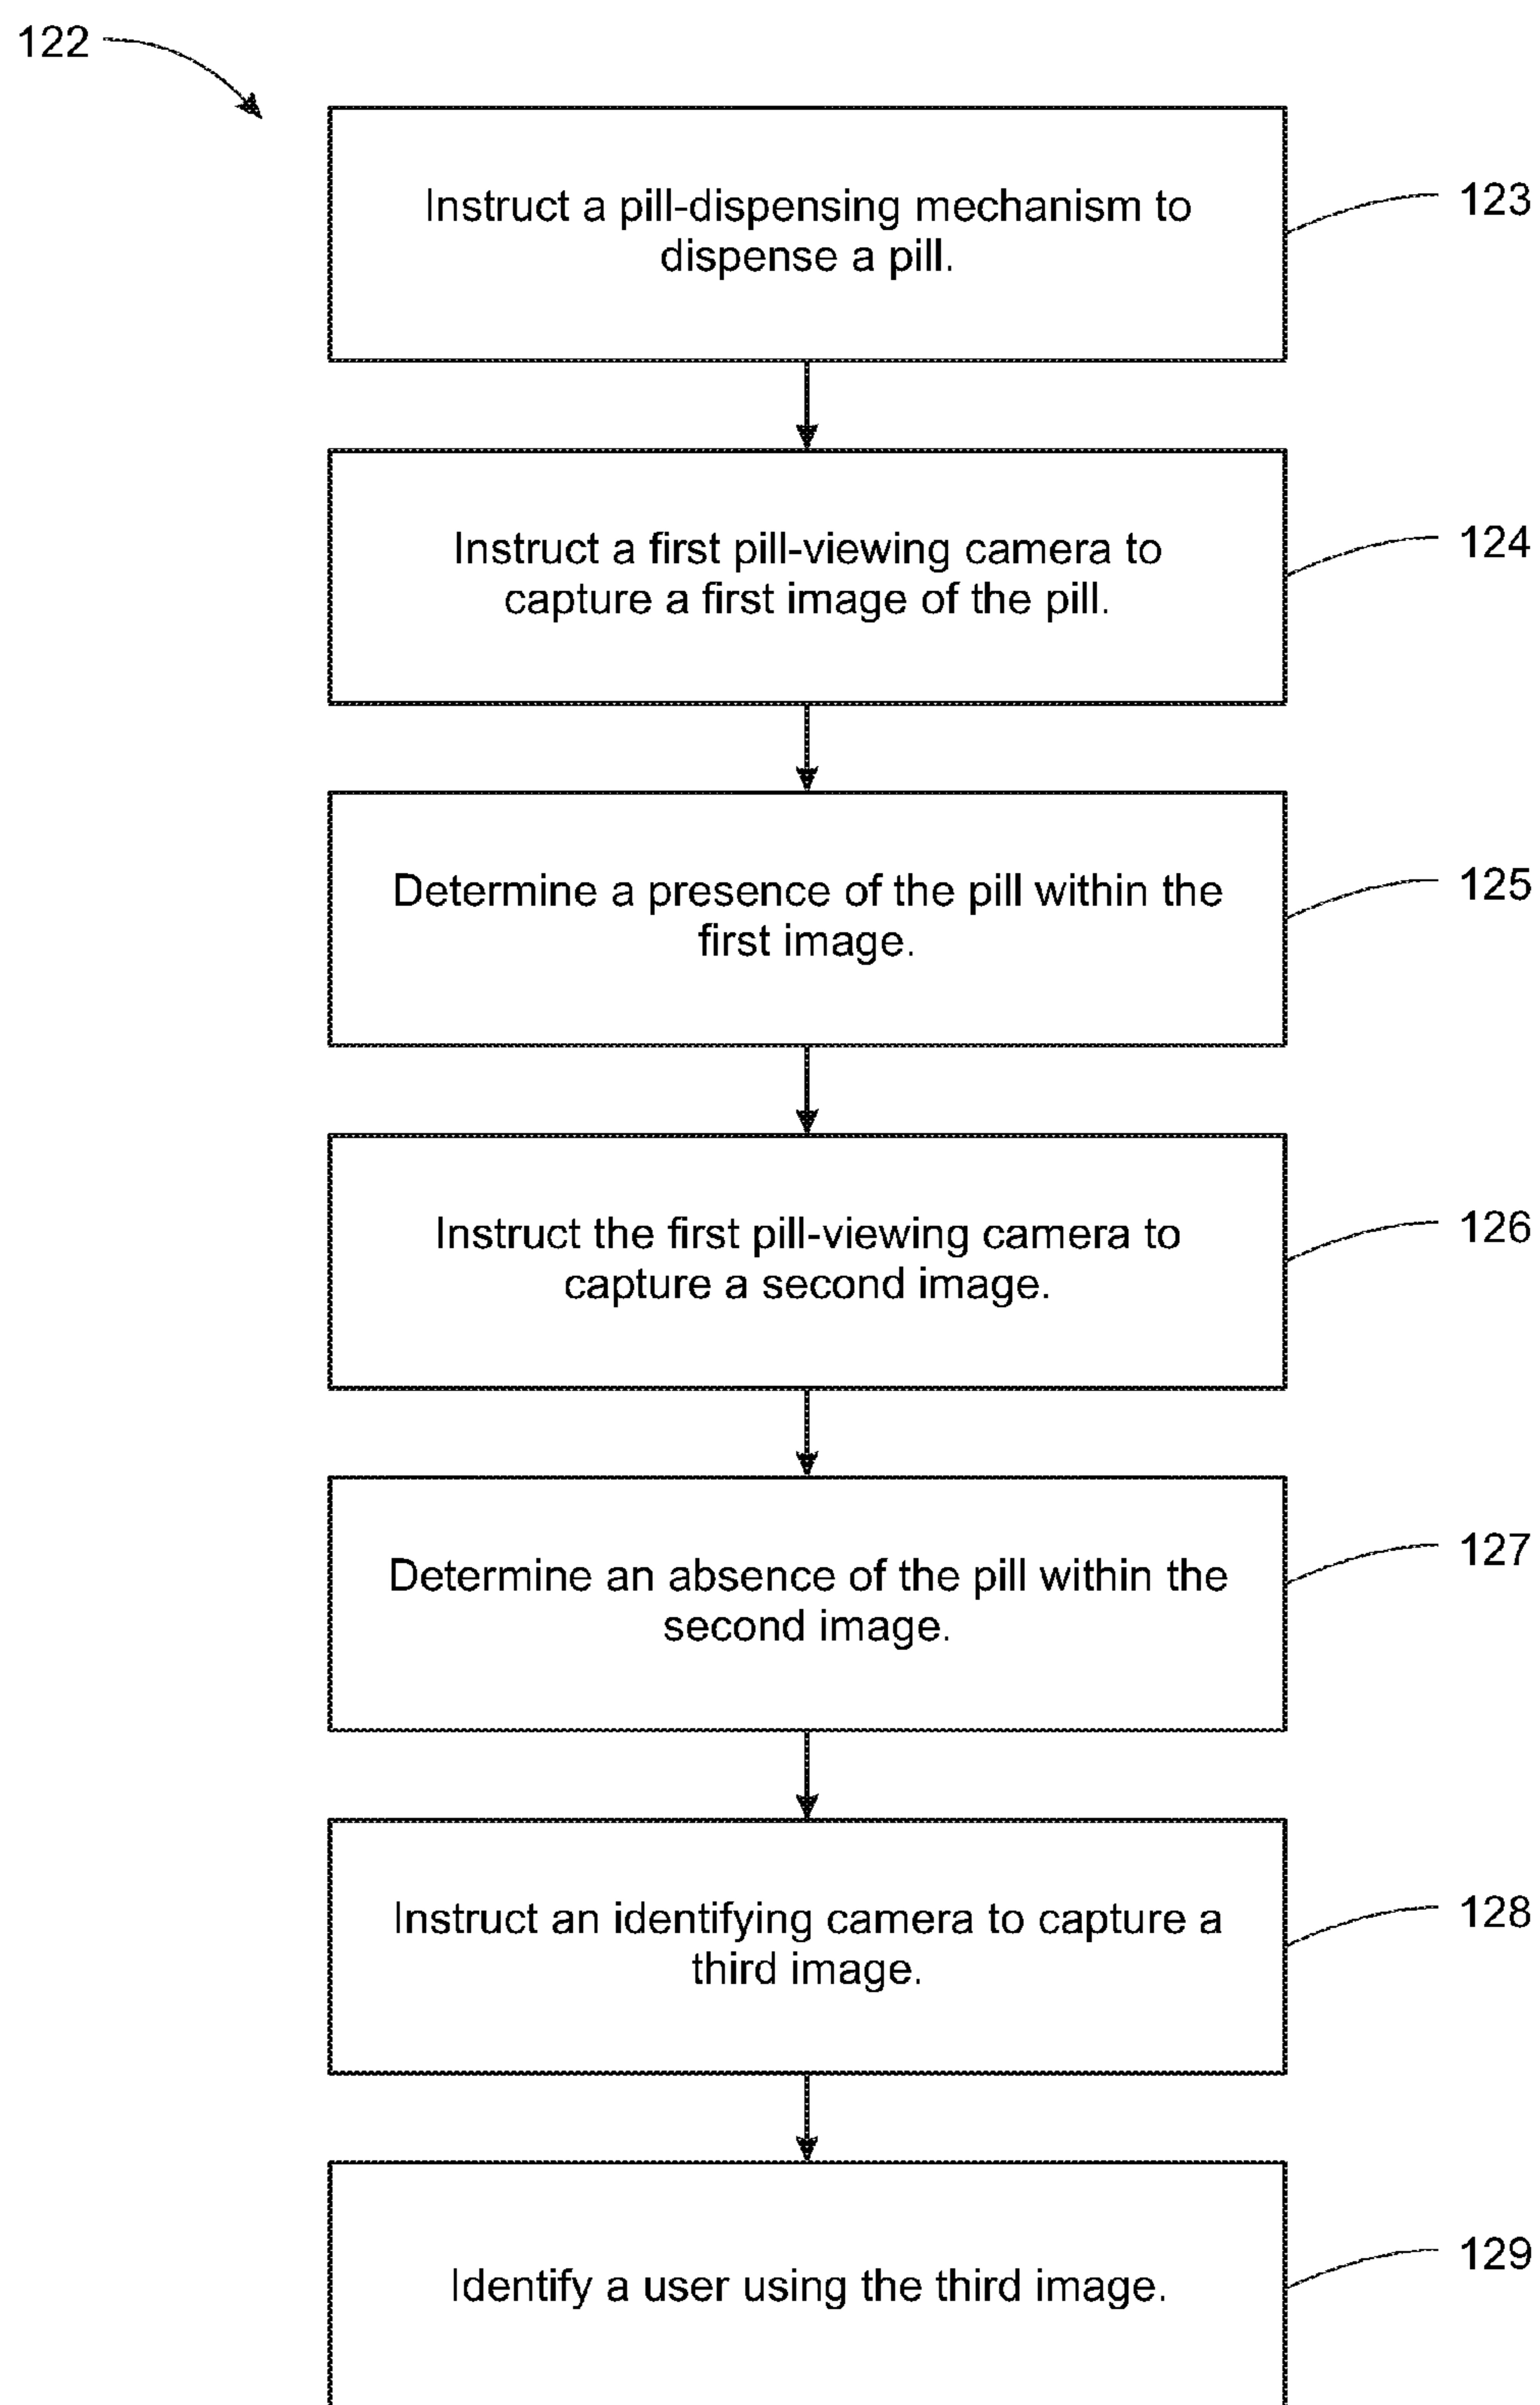 122
Instruct a pill-dispensing mechanism to
dispense a pill.
123
Instruct a first pill-viewing camera to
capture a first image of the pill.
124
Determine a presence of the pill within the
first image.
125
Instruct the first pill-viewing camera to
capture a second image.
126
Determine an absence of the pill within the
second image.
127
Instruct an identifying camera to capture a
third image.
128
Identify a user using the third image.
129